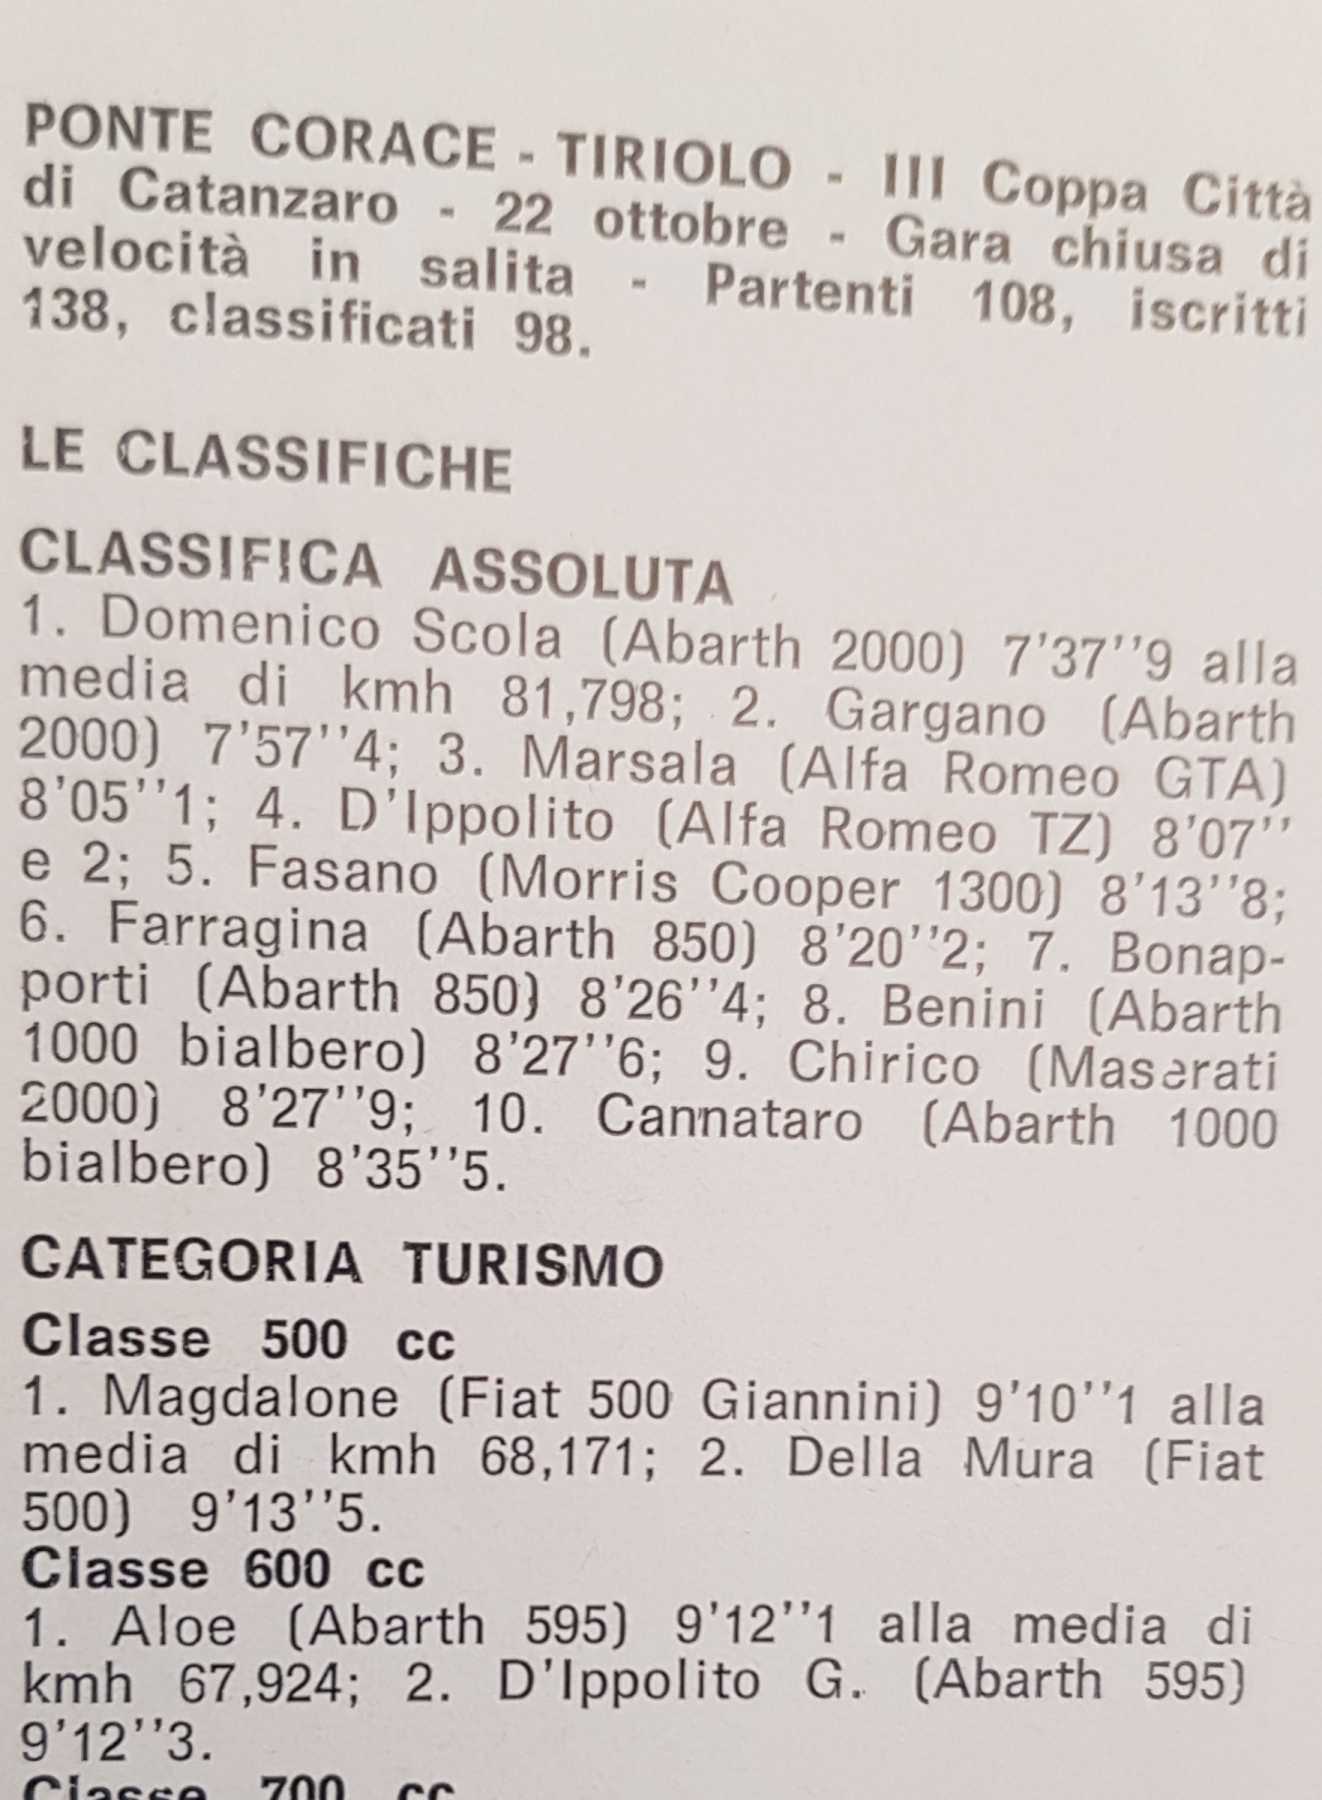 PONTE CORACE - TIRIOLO - III Coppa Città
di Catanzaro - 22 ottobre - Gara chiusa di
velocità in salita - Partenti 108, iscritti
138, classificati 98.
LE CLASSIFICHE
CLASSIFICA ASSOLUTA
1. Domenico Scola (Abarth 2000) 7'37''9 alla
media di kmh 81,798; 2. Gargano (Abarth
2000) 7'57''4; 3. Marsala (Alfa Romeo GTA)
8'05''1; 4. D'Ippolito (Alfa Romeo TZ) 8'07''
e 2; 5. Fasano (Morris Cooper 1300) 8'13''8;
6. Farragina (Abarth 850) 8'20''2; 7. Bonap-
porti (Abarth 850) 8'26''4; 8. Benini (Abarth
1000 bialbero) 8'27''6; 9. Chirico (Maserati
2000) 8'27''9; 10. Cannataro (Abarth 1000
bialbero) 8'35''5.
CATEGORIA TURISMO
Classe 500 cc
1. Magdalone (Fiat 500 Giannini) 9'10''1 alla
media di kmh 68,171; 2. Della Mura (Fiat
500) 9'13''5.
Classe 600 cc
1. Aloe (Abarth 595) 9'12''1 alla media di
kmh 67,924; 2. D'Ippolito G. (Abarth 595)
9'12''3.
Classe 700 cc